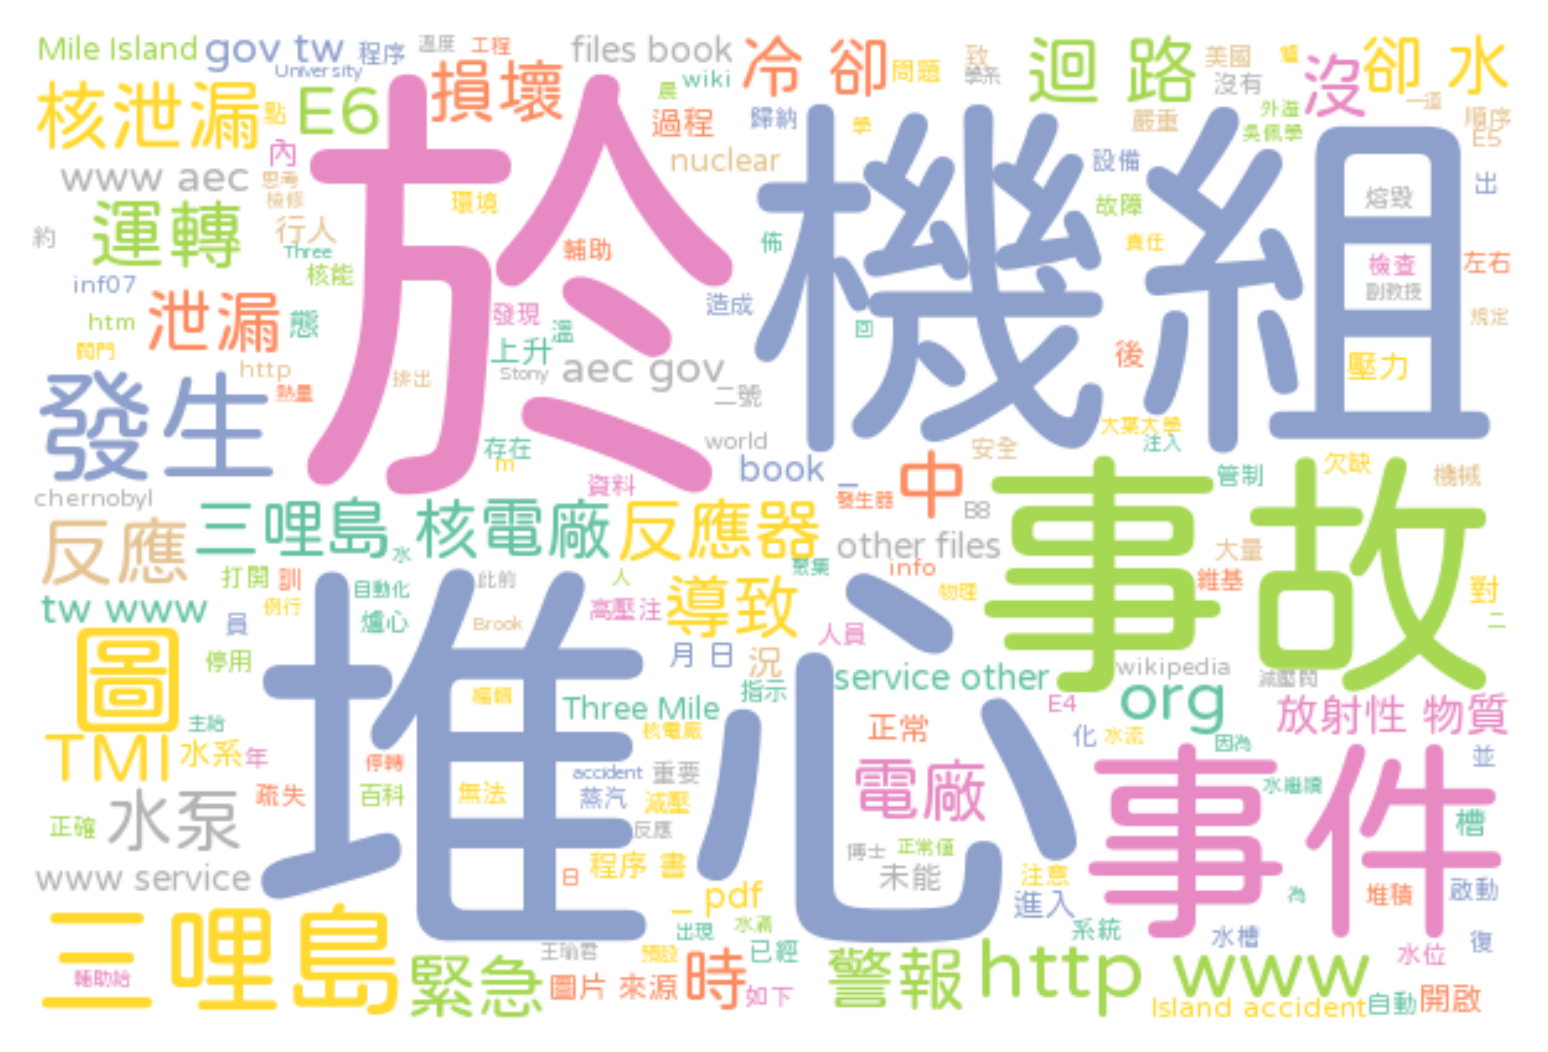 Mile Island gov tw 程序 溫度 工程 files book 冷 卻 問題 致 迴 路 美國 爐 沒 卻 水
University 損壞 晨 wiki 學系 沒有 一道
核泄漏 點 E6 過程 歸納 學 嚴重 外溢 順序
吳佩學 E5
內 www aec 思考 nuclear 設備 出
檢修 環境 故障 熔毀
運轉 行人 於 機組
約 Three 輔助 佈 責任 檢查 左右
核能 副教授
inf07 造成
htm 泄漏 態 發現 溫 回 規定
閥門 上升 後
http 排出 Stony aec gov 壓力
熱量 二號
發生 存在 world 大葉大學
m book _ 中 安全 注入 欠缺
chernobyl 資料 發生器 管制 機械
B8
反應 三哩島 核電廠 反應器 other files 事故
水 聚集 info 大量
打開 訓 自動化 此前 人 維基 對
例行 物理 二
tw www 員 爐心 Brook 高壓注 導致 人員
圖 停用 堆心 月 日 況 service other wikipedia
編輯 指示 減壓閥
主給 Three Mile E4 org 放射性 物質
TMI 水系 年 核電廠 正常 化 水流 因為 並
停轉 accident 重要 電廠 事件
疏失 百科 無法 蒸汽 減壓 水繼續
正確 水泵 反應 槽
博士 正常值
www service 日 程序 書 未能 注意 堆積 啟動
_ pdf 進入 為
三哩島 出現 水滿 系統 水槽 復
輔助給 緊急 王瑜君 預設 已經 水位
圖片 來源 時 如下 警報 http www
Island accident 自動 開啟